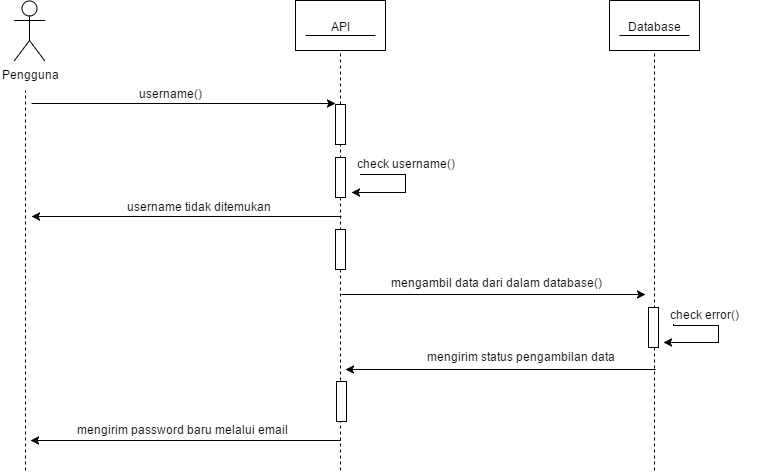 API
Database
Pengguna
username()
check username()
username tidak ditemukan
mengambil data dari dalam database()
check error()
mengirim status pengambilan data
mengirim password baru melalui email